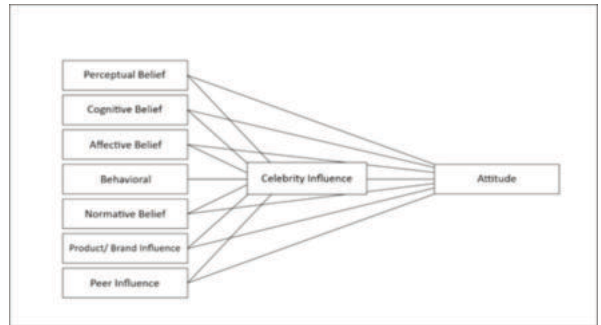 Perceptual Belief
Cognitive Belief
Affective Belief
Behavioral
Celebrity Influence
Attitude
Normative Belief
Product/ Brand Influence
Peer Influence